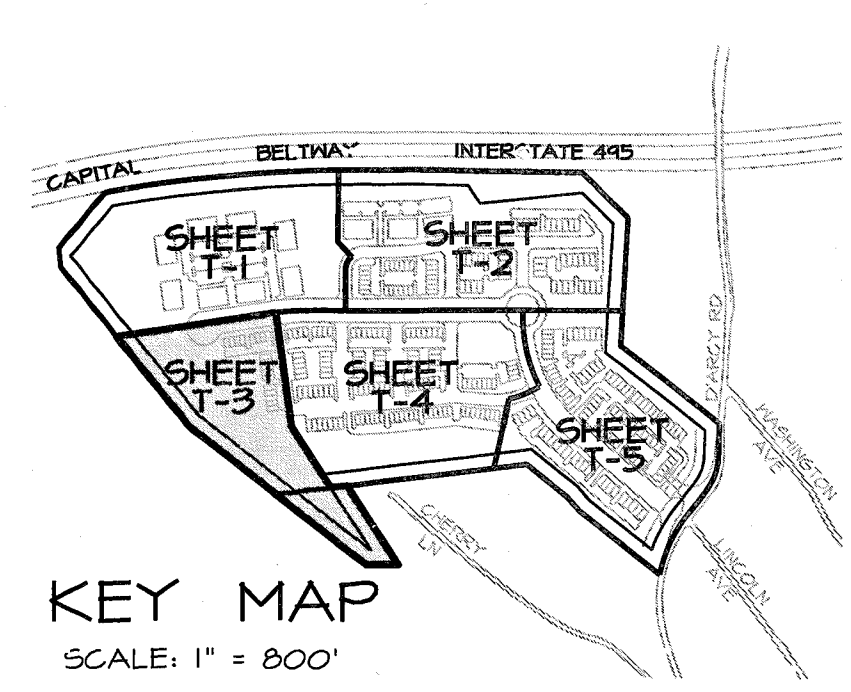 CAPITAL BELTWAY INTERSTATE 495
SHEET
T-1
SHEET
T-2
SHEET
T-3
SHEET
T-4
SHEET
T-5
D'ARCY RD
WASHINGTON
AVE
CHERRY
LN
LINCOLN
AVE
KEY MAP
SCALE: 1" = 800'